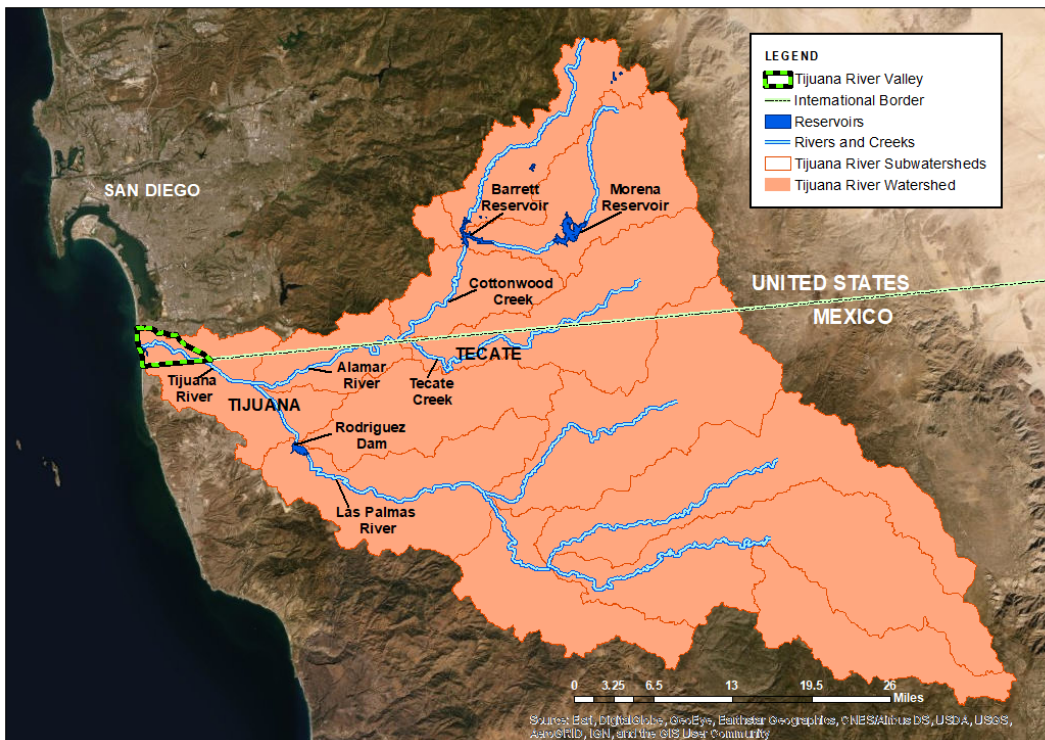 LEGEND
Tijuana River Valley
International Border
Reservoirs
Rivers and Creeks
Tijuana River Subwatersheds
Tijuana River Watershed
SAN DIEGO
Barrett
Reservoir
Morena
Reservoir
Cottonwood
Creek
UNITED STATES
MEXICO
TECATE
Alamar
River
Tecate
Creek
Tijuana
River
TIJUANA
Rodriguez
Dam
Las Palmas
River
0 3.25 6.5 13 19.5 26
Miles
Source: Esri, DigitalGlobe, GeoEye, Earthstar Geographics, CNES/Airbus DS, USDA, USGS,
AeroGRID, IGN, and the GIS User Community